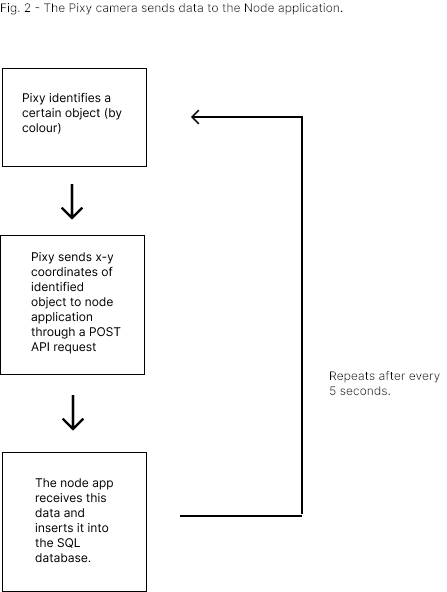 Fig. 2 - The Pixy camera sends data to the Node application.
Pixy identifies a
certain object (by
colour)
Pixy sends x-y
coordinates of
identified
object to node
application
through a POST
API request
Repeats after every
5 seconds.
The node app
receives this
data and
inserts it into
the SQL
database.